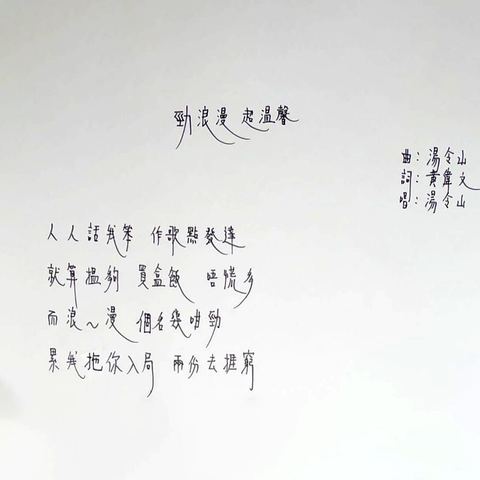 勁浪漫 超溫馨
曲：湯令山
詞：黃偉文
唱：湯令山
人人話我笨 作歌點發達
就算搵夠 買盒飯 唔慌多
而浪~漫 個名幾咁勁
累我拖你入局 兩份去捱窮